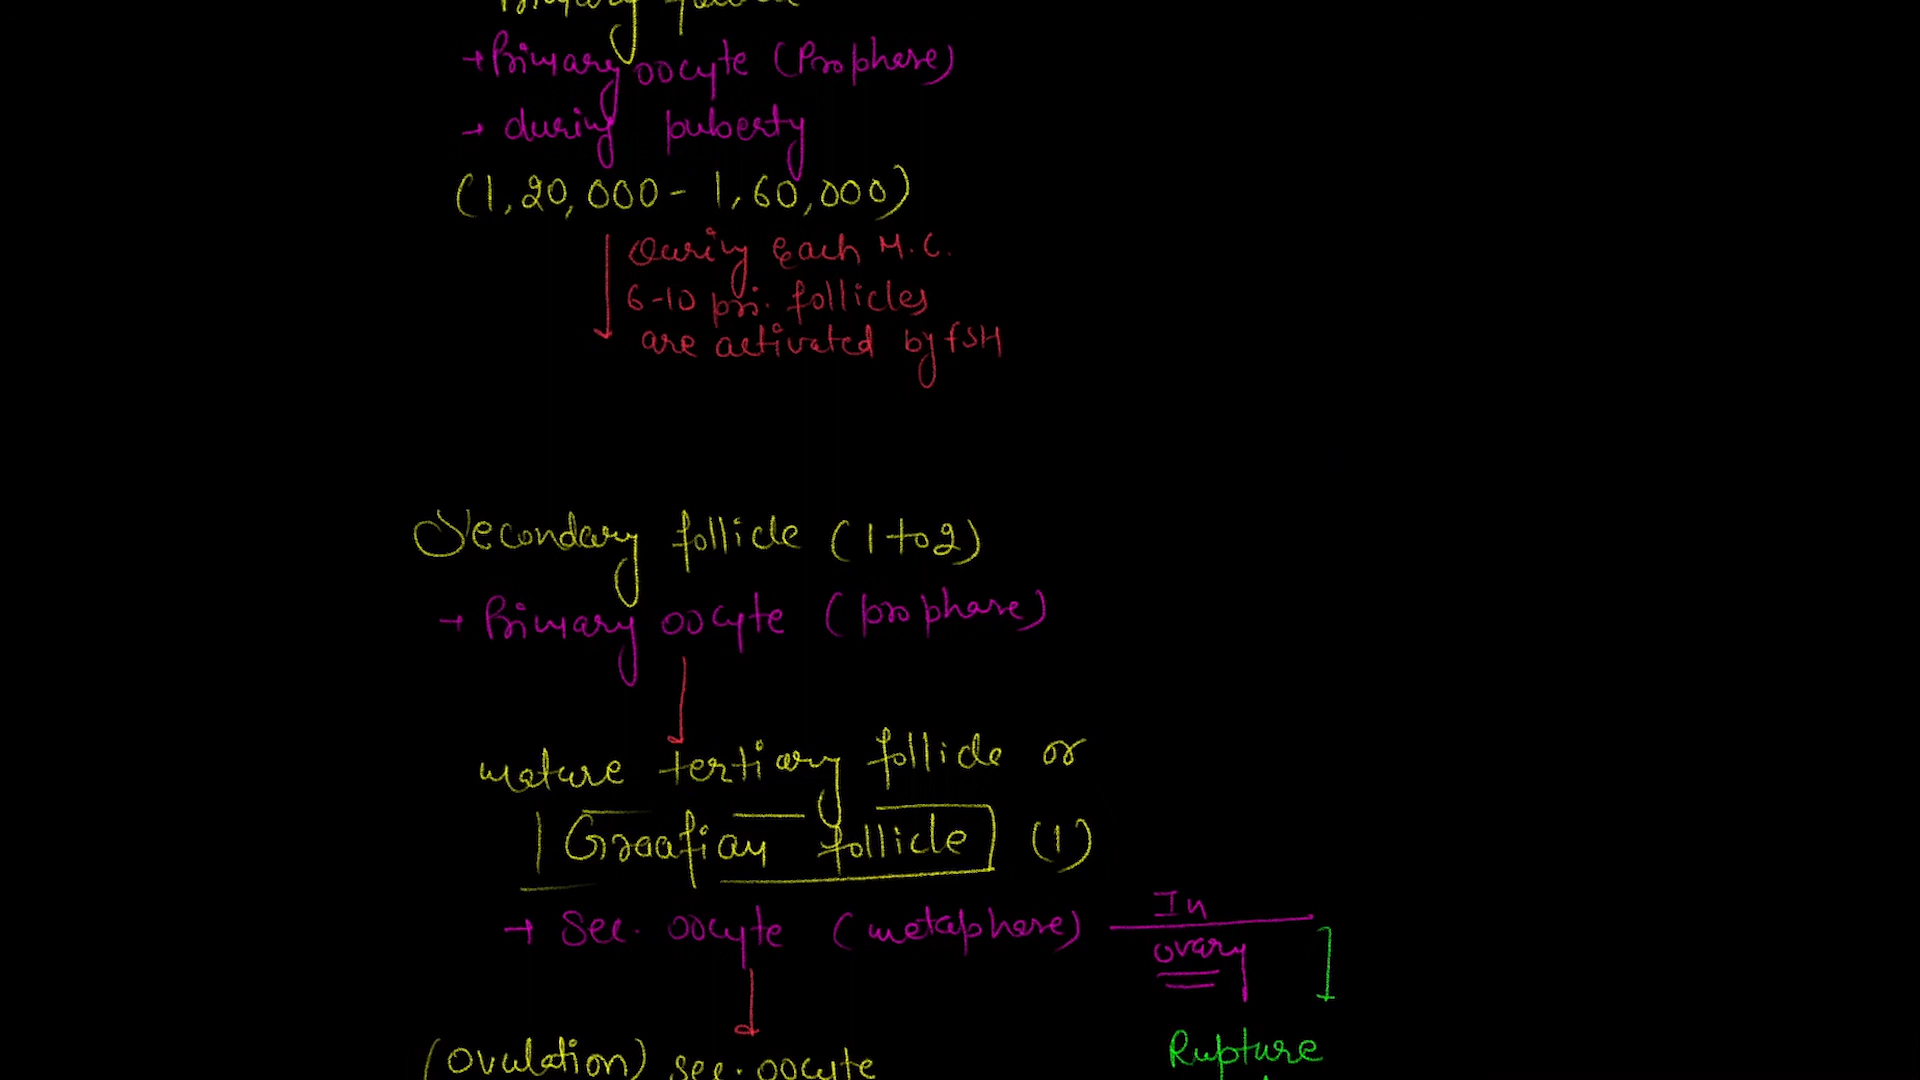 Primary follicle
→ Primary oocyte (Prophase)
→ during puberty
(1,20,000 - 1,60,000)
During Each M.C.
6-10 pri. follicles
are activated by FSH
Secondary follicle (1 to 2)
→ Primary oocyte (prophase)
mature tertiary follicle or
Graafian follicle (1)
→ Sec. oocyte (metaphase)
In
ovary
(Ovulation) sec. oocyte
Rupture